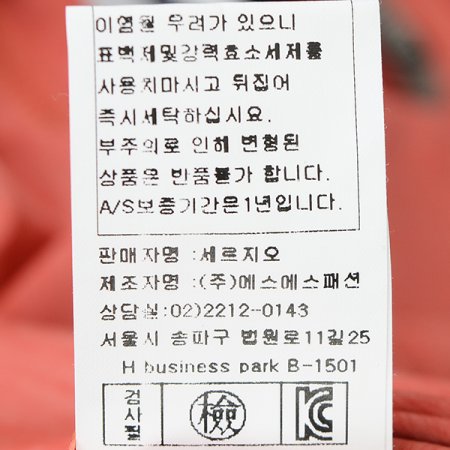 이염될 우려가 있으니
표백제및강력효소세제를
사용치마시고 뒤집어
즉시세탁하십시요.
부주의로 인해 변형된
상품은 반품불가 합니다.
A/S보증기간은1년입니다.
판매자명 :세르지오
제조자명 :(주)에스에스패션
상담실:02)2212-0143
서울시 송파구 법원로11길25
H business park B-1501
검사필 檢 KC